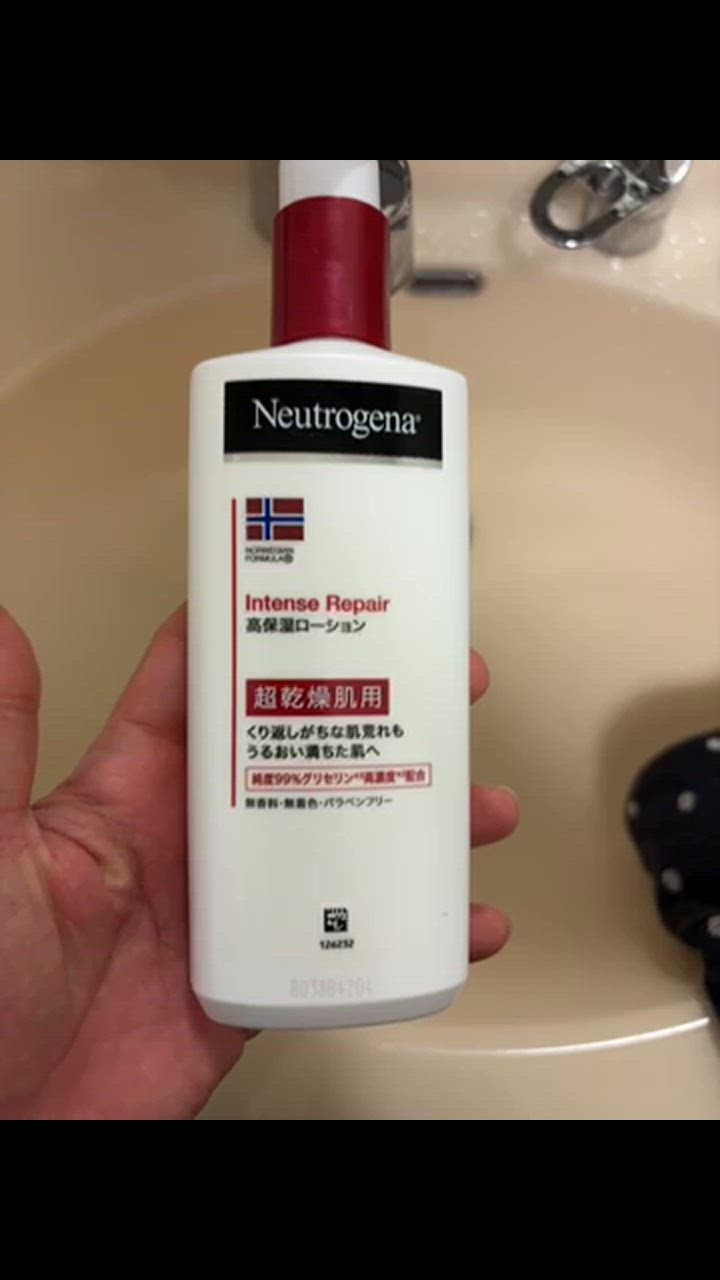 Neutrogena®
NORWEGIAN
FORMULA
Intense Repair
高保湿ローション
超乾燥肌用
くり返しがちな肌荒れも
うるおい満ちた肌へ
純度99%グリセリン 高濃度 配合
無香料・無着色・パラベンフリー
126232